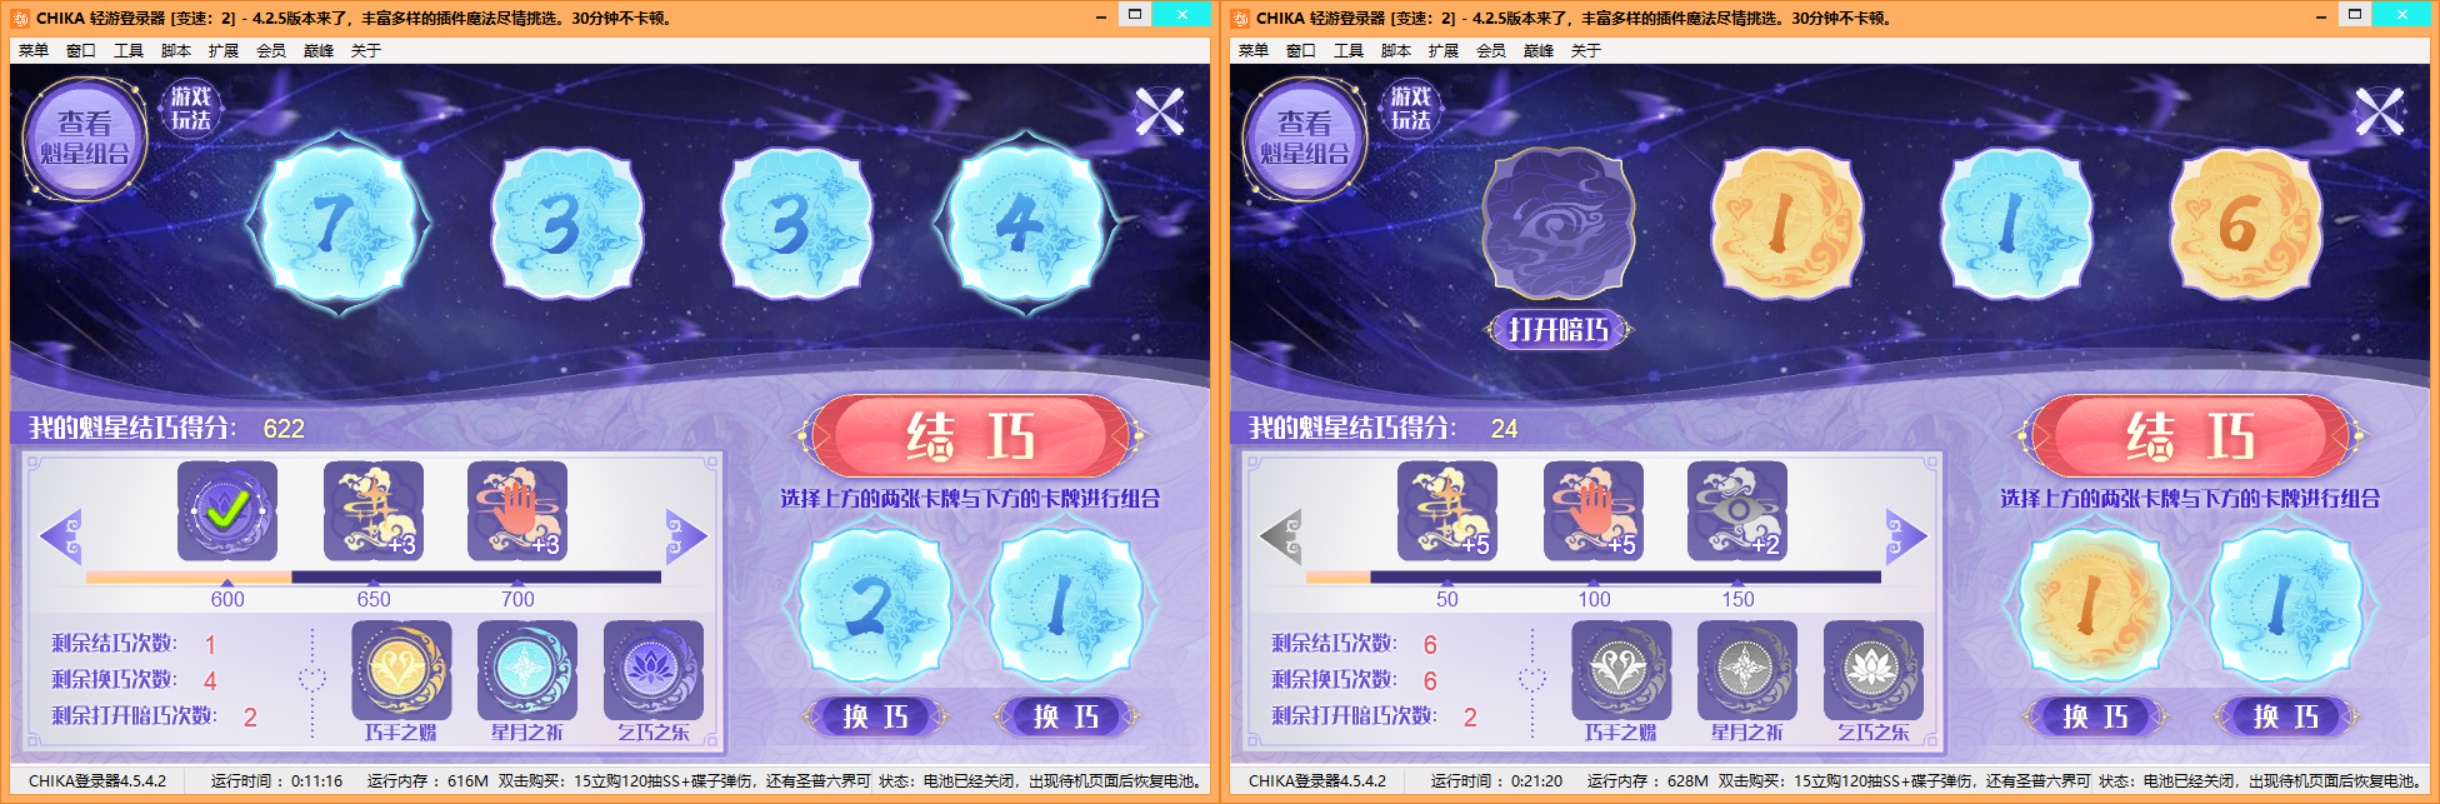 CHIKA 轻游登录器 [变速：2] - 4.2.5版本来了，丰富多样的插件魔法尽情挑选。30分钟不卡顿。
菜单 窗口 工具 脚本 扩展 会员 巅峰 关于
查看
魁星组合
游戏
玩法
7 3 3 4
我的魁星结巧得分： 622
结 巧
选择上方的两张卡牌与下方的卡牌进行组合
+3 +3
600 650 700
2 1
剩余结巧次数： 1
剩余换巧次数： 4
剩余打开暗巧次数： 2
巧手之赐 星月之祈 乞巧之乐
换 巧 换 巧
CHIKA登录器4.5.4.2 运行时间： 0:11:16 运行内存： 616M 双击购买：15立购120抽SS+碟子弹伤，还有圣普六界可 状态：电池已经关闭，出现待机页面后恢复电池。
CHIKA 轻游登录器 [变速：2] - 4.2.5版本来了，丰富多样的插件魔法尽情挑选。30分钟不卡顿。
菜单 窗口 工具 脚本 扩展 会员 巅峰 关于
查看
魁星组合
游戏
玩法
1 1 6
打开暗巧
我的魁星结巧得分： 24
结 巧
选择上方的两张卡牌与下方的卡牌进行组合
+5 +5 +2
50 100 150
1 1
剩余结巧次数： 6
剩余换巧次数： 6
剩余打开暗巧次数： 2
巧手之赐 星月之祈 乞巧之乐
换 巧 换 巧
CHIKA登录器4.5.4.2 运行时间： 0:21:20 运行内存： 628M 双击购买：15立购120抽SS+碟子弹伤，还有圣普六界可 状态：电池已经关闭，出现待机页面后恢复电池。